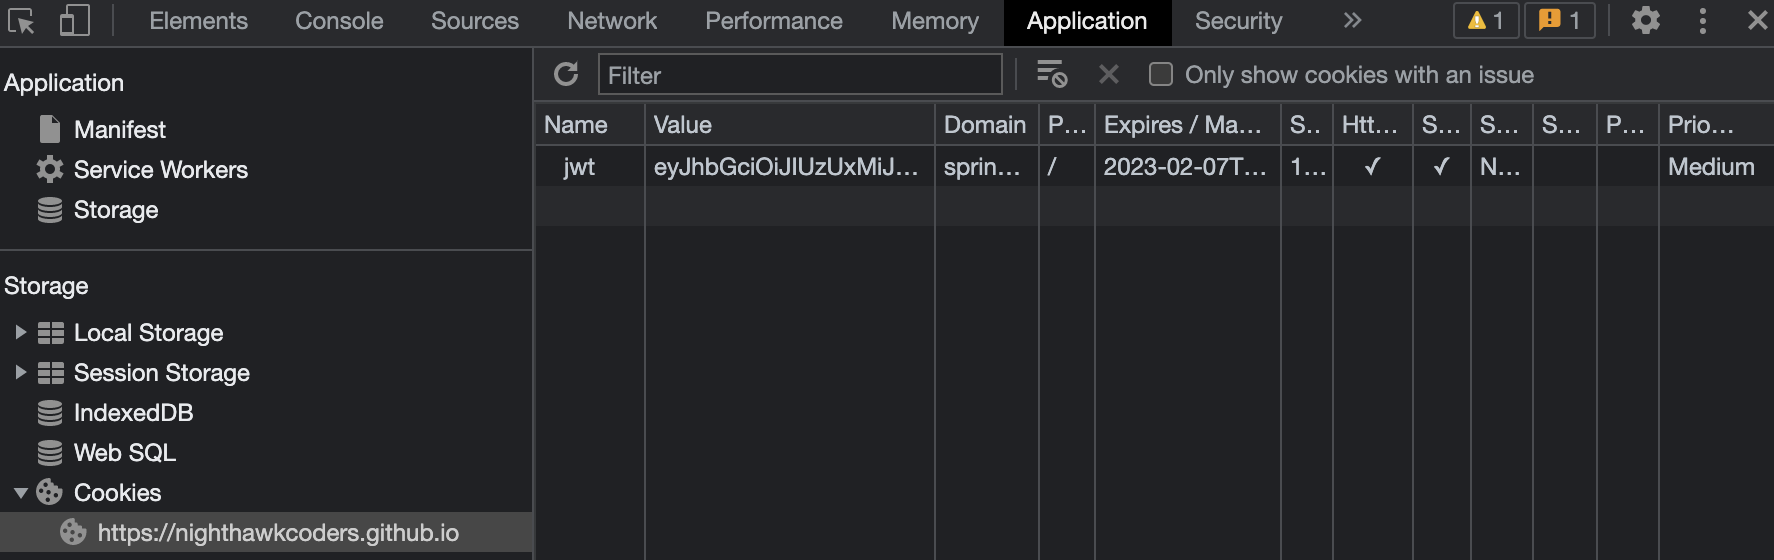 Elements Console Sources Network Performance Memory Application Security » 1 1
Application
Manifest
Service Workers
Storage
Storage
Local Storage
Session Storage
IndexedDB
Web SQL
Cookies
https://nighthawkcoders.github.io
Filter Only show cookies with an issue
Name Value Domain P... Expires / Ma... S.. Htt... S... S... S... P... Prio...
jwt eyJhbGciOiJIUzUxMiJ... sprin... / 2023-02-07T... 1... ✓ ✓ N... Medium